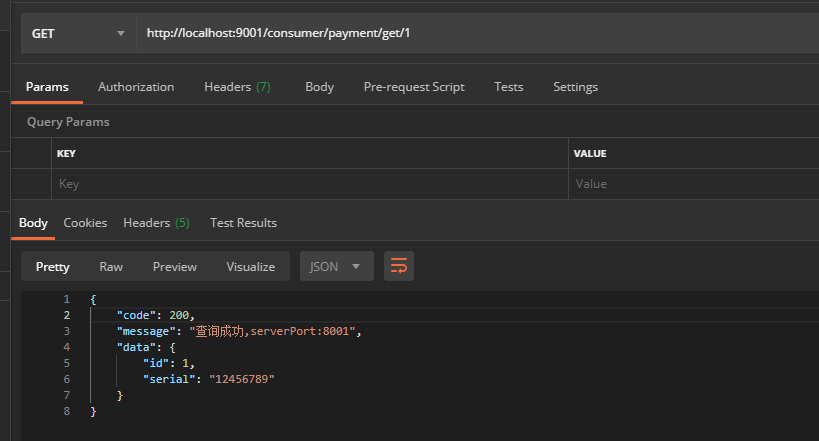 GET http://localhost:9001/consumer/payment/get/1
Params Authorization Headers (7) Body Pre-request Script Tests Settings
Query Params
KEY VALUE
Key Value
Body Cookies Headers (5) Test Results
Pretty Raw Preview Visualize JSON
1 {
2 "code": 200,
3 "message": "查询成功,serverPort:8001",
4 "data": {
5 "id": 1,
6 "serial": "12456789"
7 }
8 }